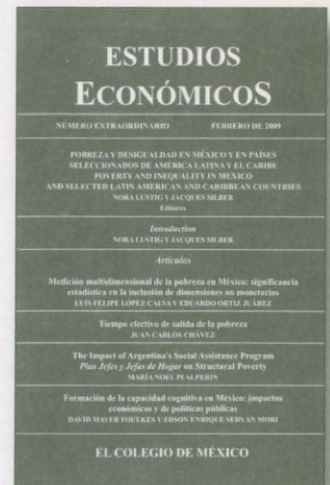 ESTUDIOS
ECONÓMICOS
NÚMERO EXTRAORDINARIO FEBRERO DE 2009
POBREZA Y DESIGUALDAD EN MÉXICO Y EN PAÍSES
SELECCIONADOS DE AMERICA LATINA Y EL CARIBE
POVERTY AND INEQUALITY IN MEXICO
AND SELECTED LATIN AMERICAN AND CARIBBEAN COUNTRIES
NORA LUSTIG Y JACQUES SILBER
Editores
Introduction
NORA LUSTIG Y JACQUES SILBER
Artículos
Medición multidimensional de la pobreza en México: significancia
estadística en la inclusión de dimensiones no monetarias
LUIS FELIPE LÓPEZ CALVA Y EDUARDO ORTIZ JUÁREZ
Tiempo efectivo de salida de la pobreza
JUAN CARLOS CHÁVEZ
The Impact of Argentina's Social Assistance Program
Plan Jefes y Jefas de Hogar on Structural Poverty
MARÍA NOEL PI ALPERIN
Formación de la capacidad cognitiva en México: impactos
económicos y de políticas públicas
DAVID MAYER FOULKES Y EDSON ENRIQUE SERVAN MORI
EL COLEGIO DE MÉXICO